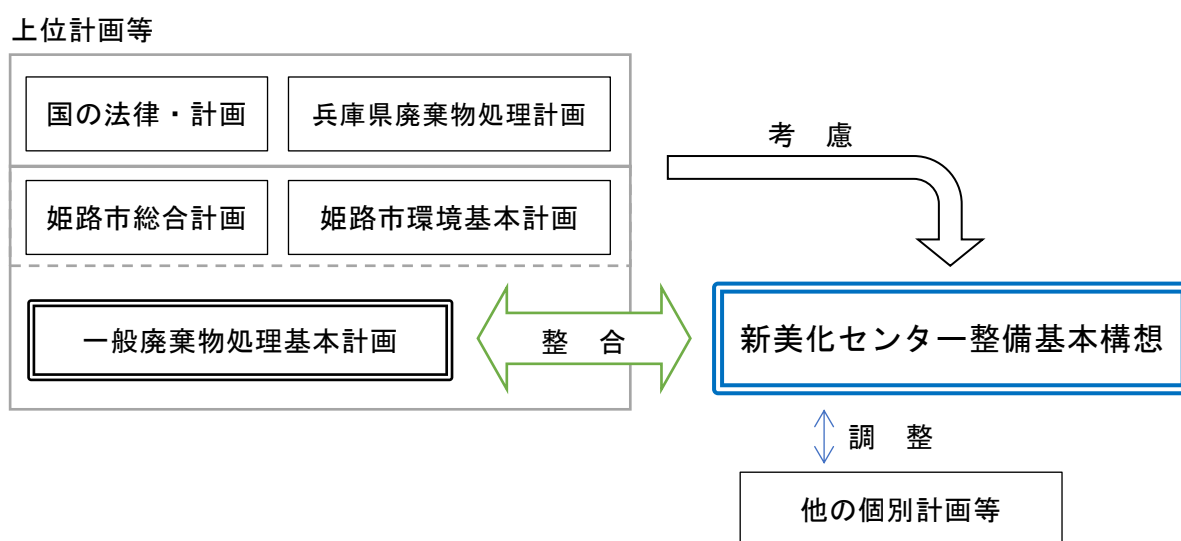 上位計画等
国の法律・計画
兵庫県廃棄物処理計画
考 慮
姫路市総合計画
姫路市環境基本計画
一般廃棄物処理基本計画
整 合
新美化センター整備基本構想
調 整
他の個別計画等